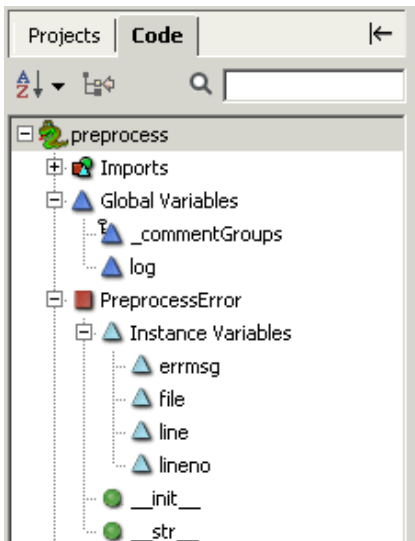 Projects Code
A
Z
preprocess
Imports
Global Variables
_commentGroups
log
PreprocessError
Instance Variables
errmsg
file
line
lineno
__init__
__str__